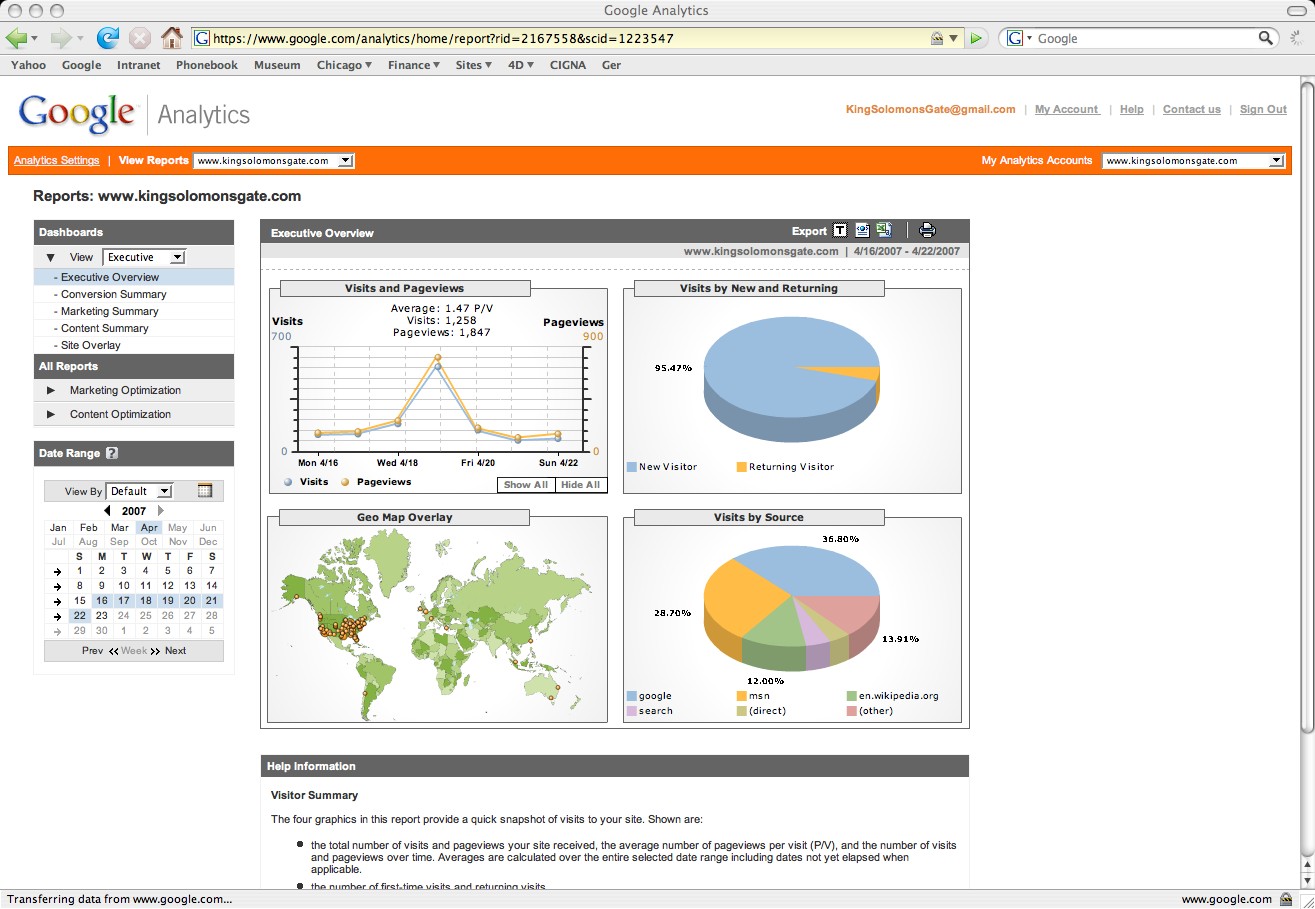 Google Analytics
https://www.google.com/analytics/home/report?rid=2167558&scid=1223547
Google
Yahoo Google Intranet Phonebook Museum Chicago Finance Sites 4D CIGNA Ger
Google Analytics
KingSolomonsGate@gmail.com | My Account | Help | Contact us | Sign Out
Analytics Settings | View Reports www.kingsolomonsgate.com
My Analytics Accounts www.kingsolomonsgate.com
Reports: www.kingsolomonsgate.com
Dashboards
View Executive
- Executive Overview
- Conversion Summary
- Marketing Summary
- Content Summary
- Site Overlay
All Reports
Marketing Optimization
Content Optimization
Date Range ?
View By Default
2007
Jan Feb Mar Apr May Jun
Jul Aug Sep Oct Nov Dec
S M T W T F S
1 2 3 4 5 6 7
8 9 10 11 12 13 14
15 16 17 18 19 20 21
22 23 24 25 26 27 28
29 30 1 2 3 4 5
Prev Week Next
Executive Overview
Export T
www.kingsolomonsgate.com | 4/16/2007 - 4/22/2007
Visits and Pageviews
Average: 1.47 P/V
Visits: 1,258
Pageviews: 1,847
Visits
700
Pageviews
900
0
0
Mon 4/16 Wed 4/18 Fri 4/20 Sun 4/22
Visits Pageviews
Show All Hide All
Visits by New and Returning
95.47%
New Visitor Returning Visitor
Geo Map Overlay
Visits by Source
36.80%
28.70%
13.91%
12.00%
google msn en.wikipedia.org
search (direct) (other)
Help Information
Visitor Summary
The four graphics in this report provide a quick snapshot of visits to your site. Shown are:
the total number of visits and pageviews your site received, the average number of pageviews per visit (P/V), and the number of visits
and pageviews over time. Averages are calculated over the entire selected date range including dates not yet elapsed when
applicable.
the number of first-time visits and returning visits
Transferring data from www.google.com...
www.google.com